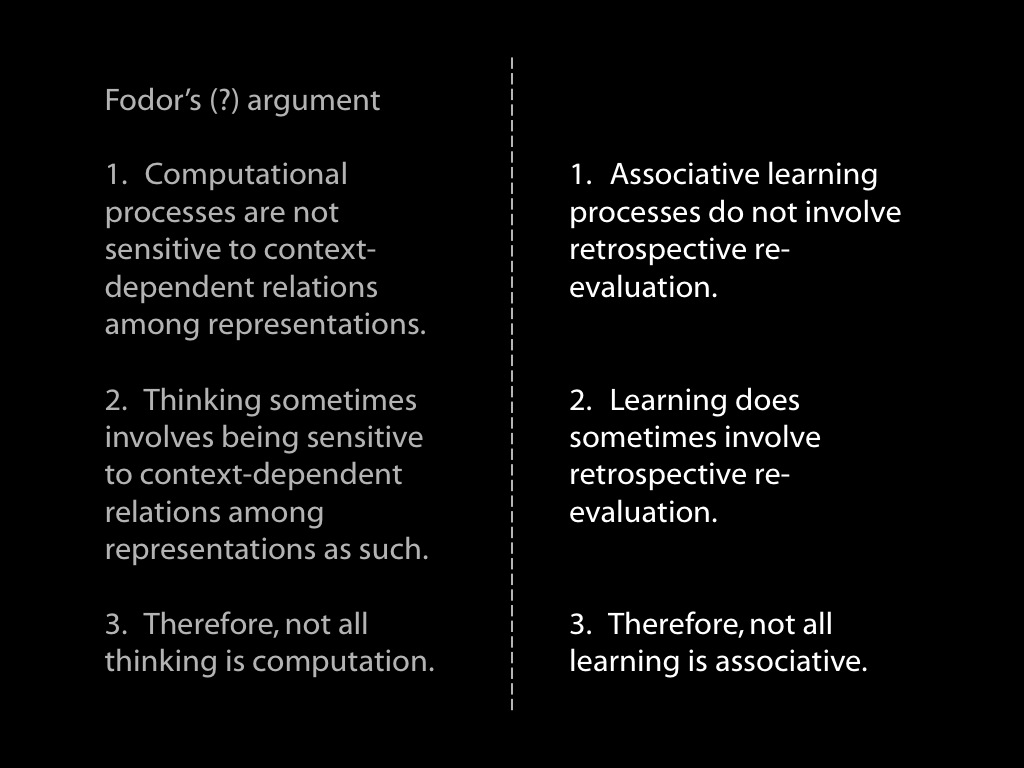 Fodor’s (?) argument
1. Computational
processes are not
sensitive to context-
dependent relations
among representations.
2. Thinking sometimes
involves being sensitive
to context-dependent
relations among
representations as such.
3. Therefore, not all
thinking is computation.
1. Associative learning
processes do not involve
retrospective re-
evaluation.
2. Learning does
sometimes involve
retrospective re-
evaluation.
3. Therefore, not all
learning is associative.